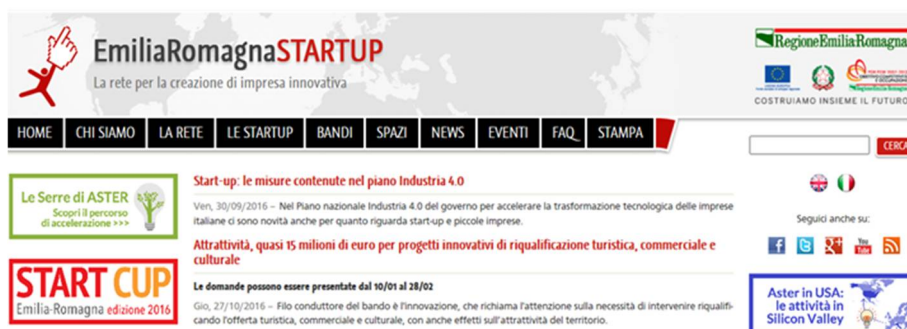 EmiliaRomagnaSTARTUP
La rete per la creazione di impresa innovativa
RegioneEmiliaRomagna
COSTRUIAMO INSIEME IL FUTURO
HOME CHI SIAMO LA RETE LE STARTUP BANDI SPAZI NEWS EVENTI FAQ STAMPA
CERCA
Le Serre di ASTER
Scopri il percorso
di accelerazione >>>
START CUP
Emilia-Romagna edizione 2016
Start-up: le misure contenute nel piano Industria 4.0
Ven, 30/09/2016 – Nel Piano nazionale Industria 4.0 del governo per accelerare la trasformazione tecnologica delle imprese
italiane ci sono novità anche per quanto riguarda start-up e piccole imprese.
Attrattività, quasi 15 milioni di euro per progetti innovativi di riqualificazione turistica, commerciale e
culturale
Le domande possono essere presentate dal 10/01 al 28/02
Gio, 27/10/2016 – Filo conduttore del bando è l'innovazione, che richiama l'attenzione sulla necessità di intervenire riqualifi-
cando l'offerta turistica, commerciale e culturale, con anche effetti sull'attrattività del territorio.
Seguici anche su:
You
Aster in USA:
le attività in
Silicon Valley